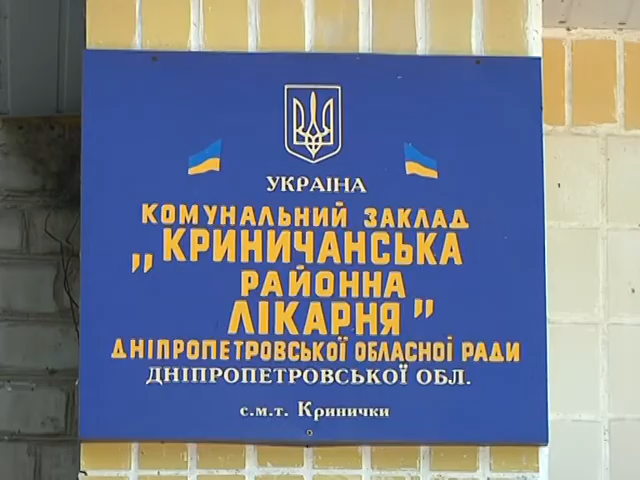 УКРАЇНА
КОМУНАЛЬНИЙ ЗАКЛАД
„КРИНИЧАНСЬКА
РАЙОННА
ЛІКАРНЯ”
ДНІПРОПЕТРОВСЬКОЇ ОБЛАСНОЇ РАДИ
ДНІПРОПЕТРОВСЬКОЇ ОБЛ.
с.м.т. Кринички